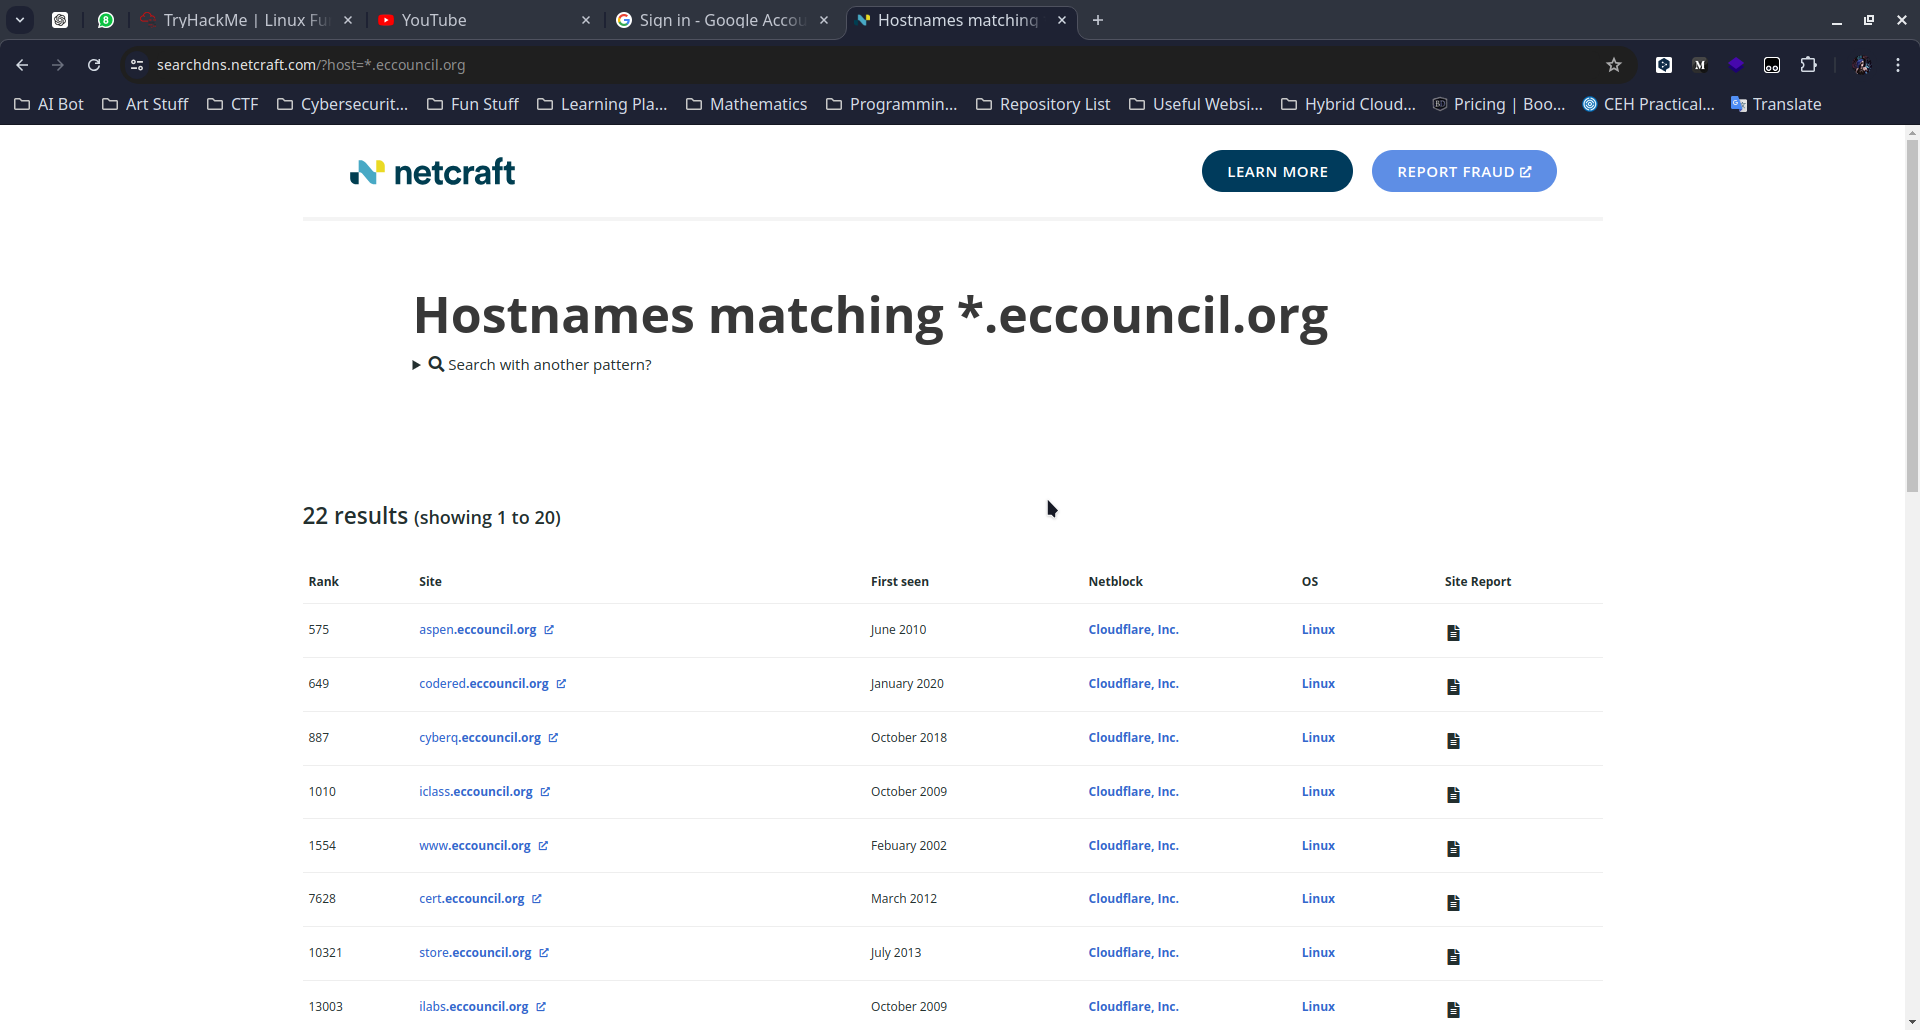 TryHackMe | Linux Fu
YouTube
Sign in - Google Accou
Hostnames matching
searchdns.netcraft.com/?host=*.eccouncil.org
AI Bot
Art Stuff
CTF
Cybersecurit...
Fun Stuff
Learning Pla...
Mathematics
Programmin...
Repository List
Useful Websi...
Hybrid Cloud...
Pricing | Boo...
CEH Practical...
Translate
netcraft
LEARN MORE
REPORT FRAUD
Hostnames matching *.eccouncil.org
Search with another pattern?
22 results (showing 1 to 20)
Rank Site First seen Netblock OS Site Report
575 aspen.eccouncil.org June 2010 Cloudflare, Inc. Linux
649 codered.eccouncil.org January 2020 Cloudflare, Inc. Linux
887 cyberq.eccouncil.org October 2018 Cloudflare, Inc. Linux
1010 iclass.eccouncil.org October 2009 Cloudflare, Inc. Linux
1554 www.eccouncil.org Febuary 2002 Cloudflare, Inc. Linux
7628 cert.eccouncil.org March 2012 Cloudflare, Inc. Linux
10321 store.eccouncil.org July 2013 Cloudflare, Inc. Linux
13003 ilabs.eccouncil.org October 2009 Cloudflare, Inc. Linux